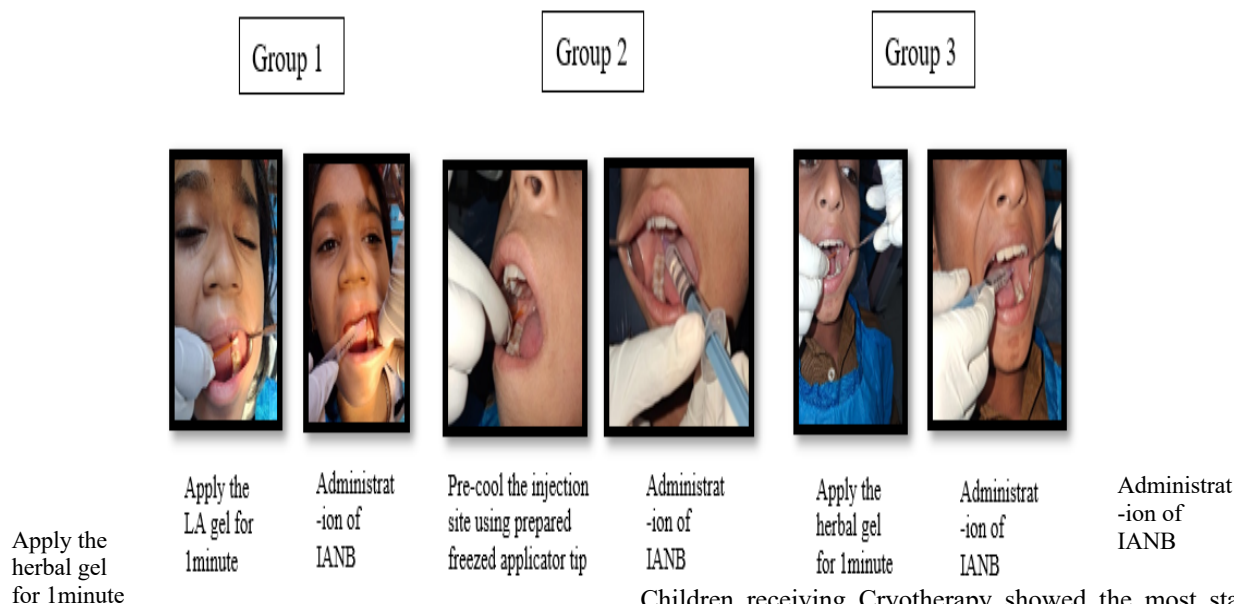 Group 1
Group 2
Group 3
Apply the
LA gel for
1minute
Administrat
-ion of
IANB
Pre-cool the injection
site using prepared
freezed applicator tip
Administrat
-ion of
IANB
Apply the
herbal gel
for 1minute
Administrat
-ion of
IANB
Administrat
-ion of
IANB
Apply the
herbal gel
for 1minute
Children receiving Cryotherapy showed the most sta